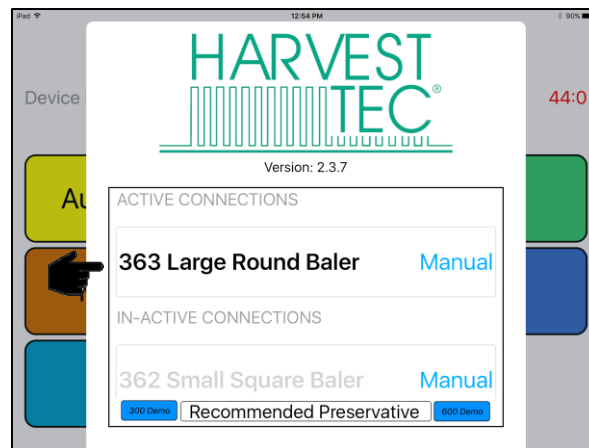 iPad 12:54 PM 90%
HARVEST
TEC®
Device 44:0
Version: 2.3.7
Au
ACTIVE CONNECTIONS
363 Large Round Baler Manual
IN-ACTIVE CONNECTIONS
362 Small Square Baler Manual
300 Demo Recommended Preservative 600 Demo